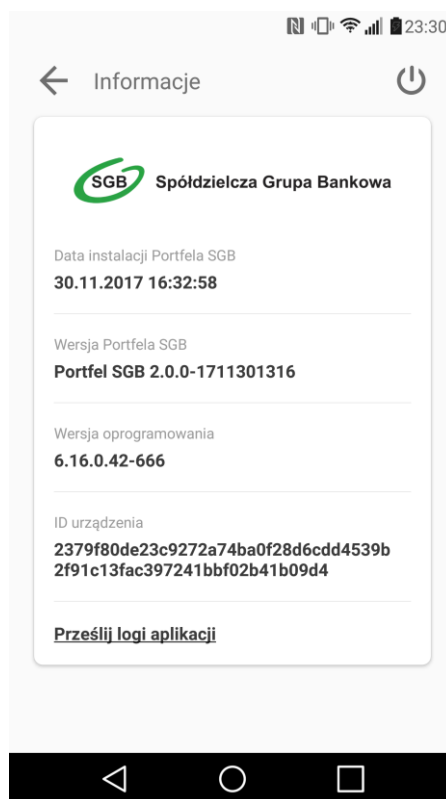 23:30
Informacje
SGB Spółdzielcza Grupa Bankowa
Data instalacji Portfela SGB
30.11.2017 16:32:58
Wersja Portfela SGB
Portfel SGB 2.0.0-1711301316
Wersja oprogramowania
6.16.0.42-666
ID urządzenia
2379f80de23c9272a74ba0f28d6cdd4539b
2f91c13fac397241bbf02b41b09d4
Prześlij logi aplikacji